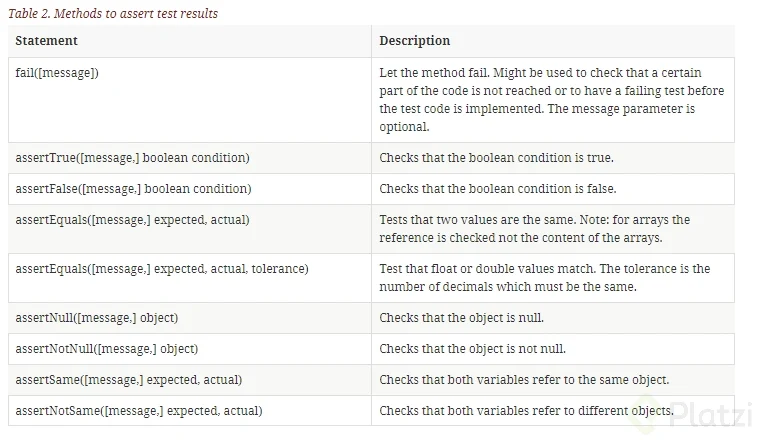 Table 2. Methods to assert test results
Statement
Description
fail([message])
Let the method fail. Might be used to check that a certain
part of the code is not reached or to have a failing test before
the test code is implemented. The message parameter is
optional.
assertTrue([message,] boolean condition)
Checks that the boolean condition is true.
assertFalse([message,] boolean condition)
Checks that the boolean condition is false.
assertEquals([message,] expected, actual)
Tests that two values are the same. Note: for arrays the
reference is checked not the content of the arrays.
assertEquals([message,] expected, actual, tolerance)
Test that float or double values match. The tolerance is the
number of decimals which must be the same.
assertNull([message,] object)
Checks that the object is null.
assertNotNull([message,] object)
Checks that the object is not null.
assertSame([message,] expected, actual)
Checks that both variables refer to the same object.
assertNotSame([message,] expected, actual)
Checks that both variables refer to different objects.
Platzi